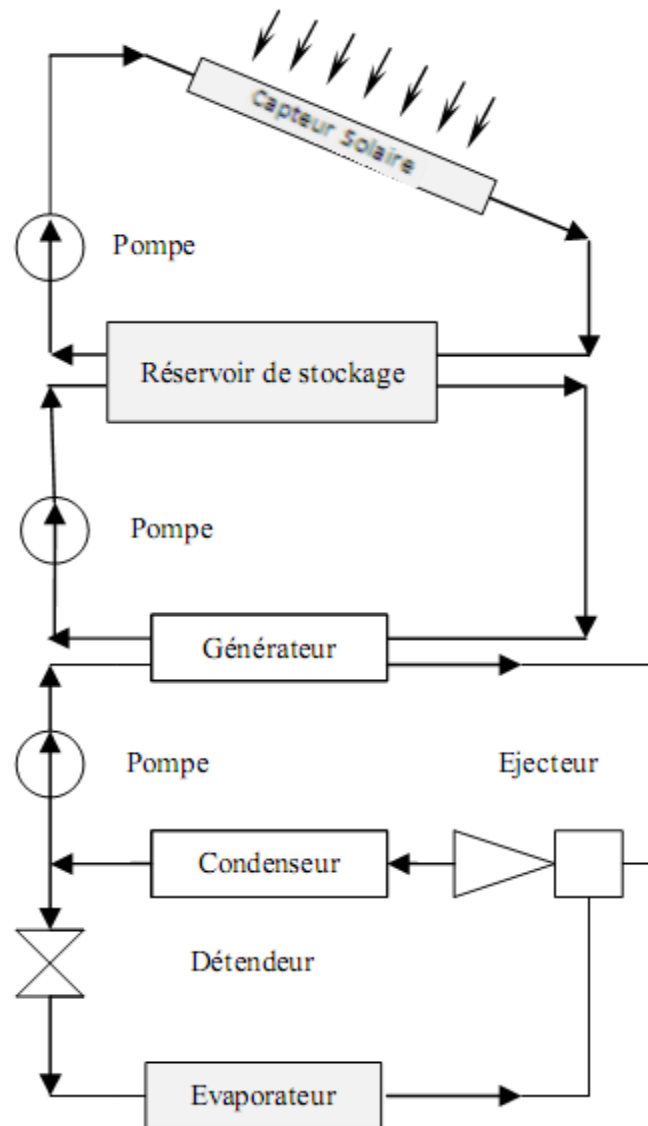 Capteur Solaire
Pompe
Réservoir de stockage
Pompe
Générateur
Pompe
Ejecteur
Condenseur
Détendeur
Evaporateur